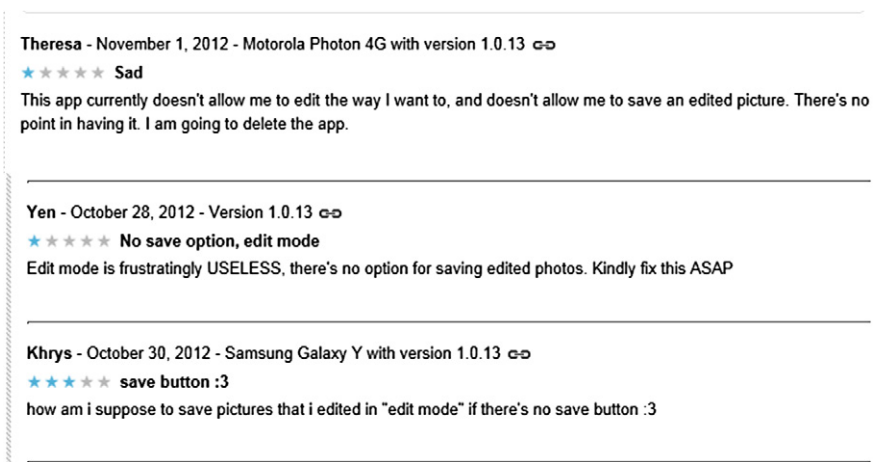 Theresa - November 1, 2012 - Motorola Photon 4G with version 1.0.13
Sad
This app currently doesn't allow me to edit the way I want to, and doesn't allow me to save an edited picture. There's no
point in having it. I am going to delete the app.
Yen - October 28, 2012 - Version 1.0.13
No save option, edit mode
Edit mode is frustratingly USELESS, there's no option for saving edited photos. Kindly fix this ASAP
Khrys - October 30, 2012 - Samsung Galaxy Y with version 1.0.13
save button :3
how am i suppose to save pictures that i edited in "edit mode" if there's no save button :3